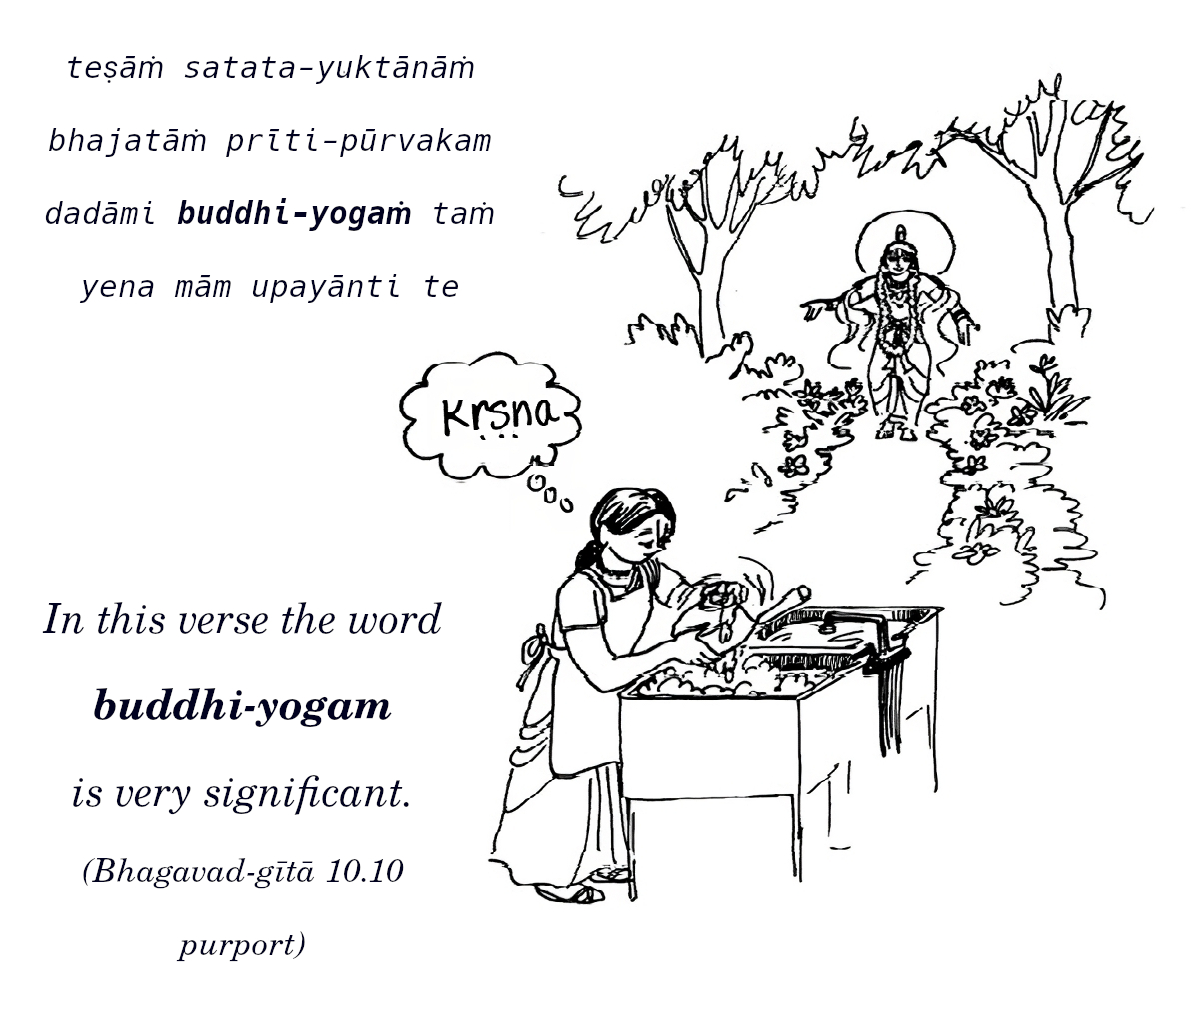 teṣāṁ satata-yuktānāṁ
bhajatāṁ prīti-pūrvakam
dadāmi buddhi-yogaṁ taṁ
yena mām upayānti te
Kṛṣṇa
In this verse the word
buddhi-yogam
is very significant.
(Bhagavad-gītā 10.10
purport)